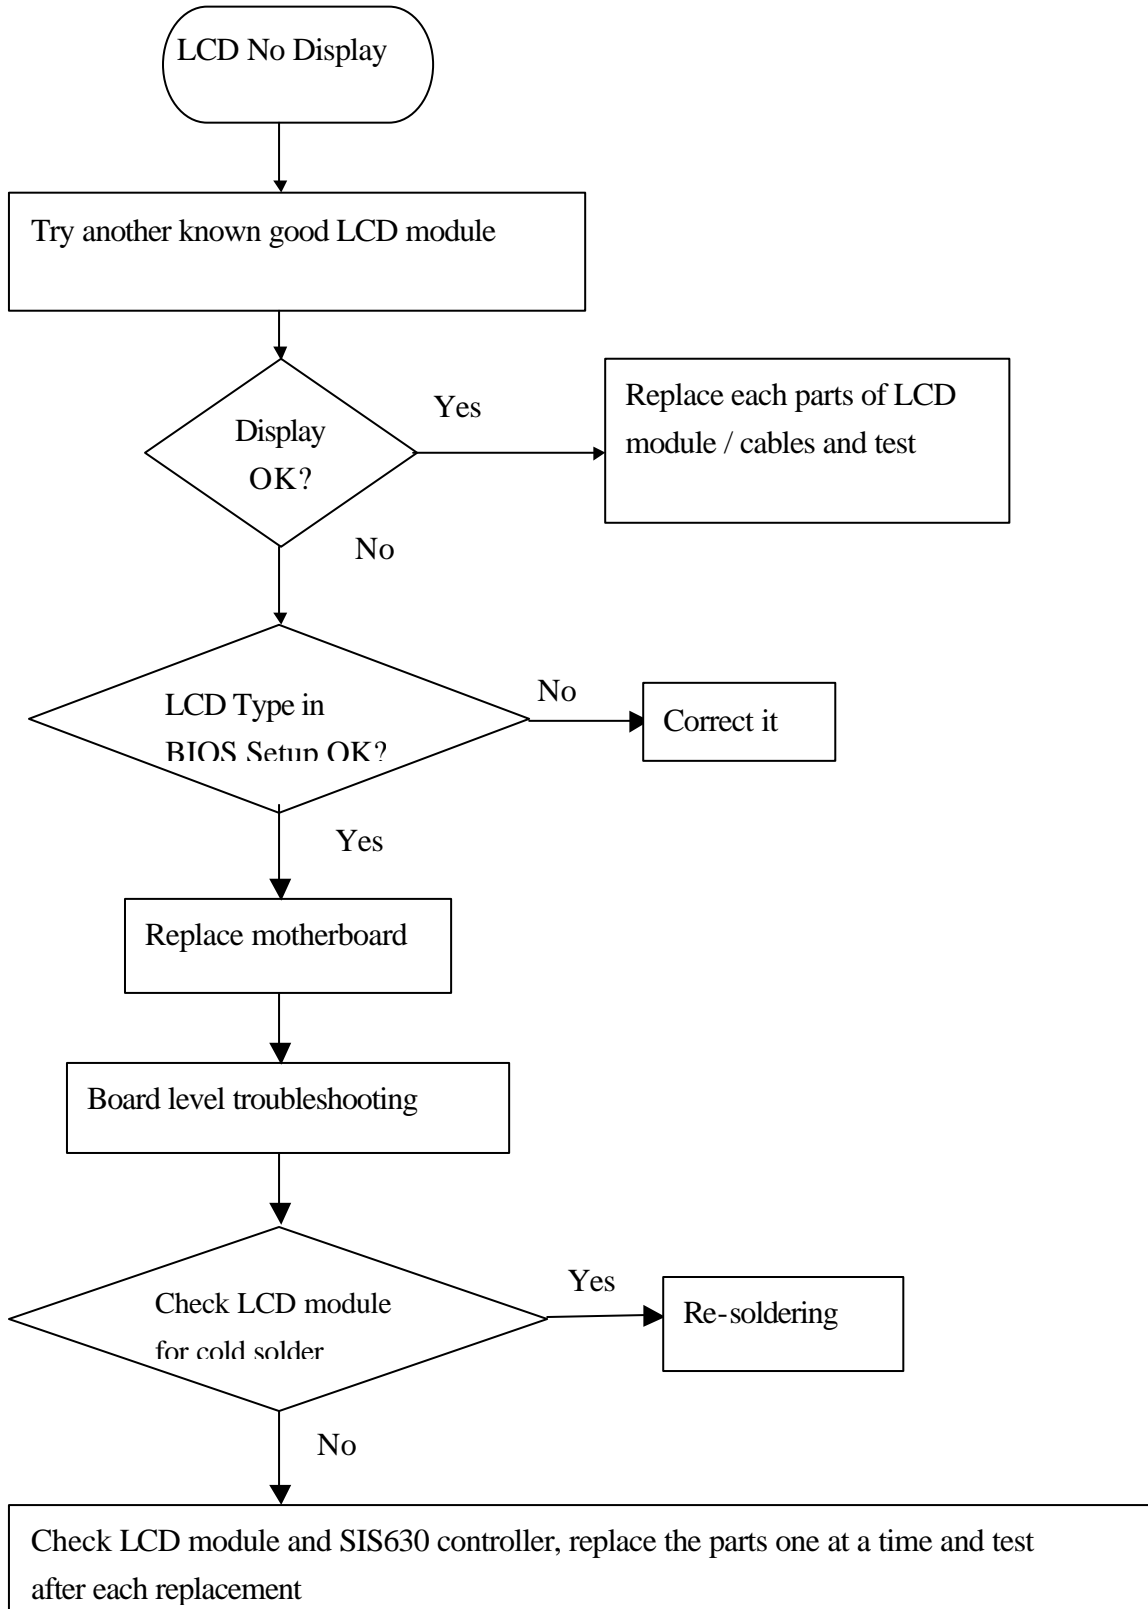 LCD No Display
Try another known good LCD module
Display
OK?
Yes
Replace each parts of LCD
module / cables and test
No
LCD Type in
BIOS Setup OK?
No
Correct it
Yes
Replace motherboard
Board level troubleshooting
Check LCD module
for cold solder
Yes
Re-soldering
No
Check LCD module and SIS630 controller, replace the parts one at a time and test
after each replacement